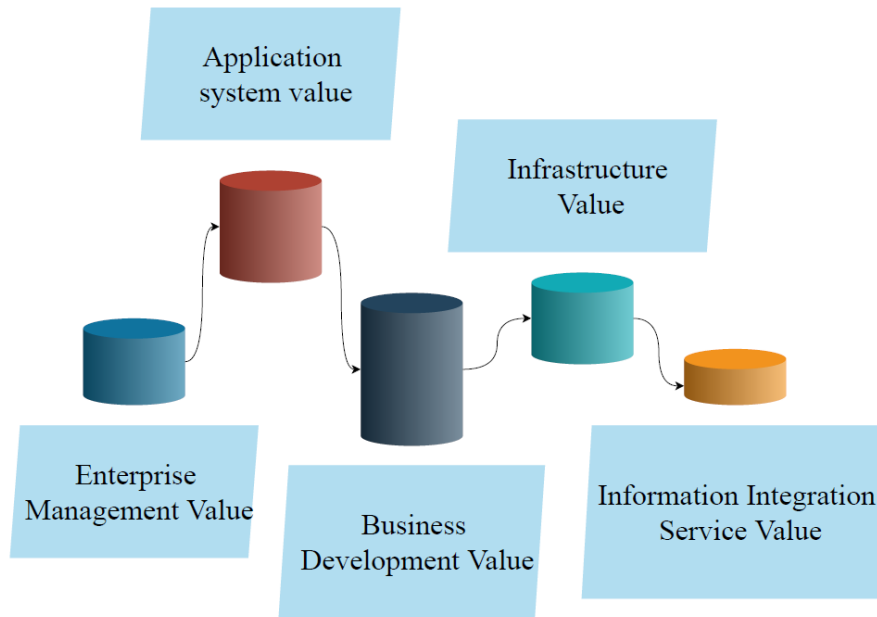 Application
system value
Infrastructure
Value
Enterprise
Management Value
Business
Development Value
Information Integration
Service Value